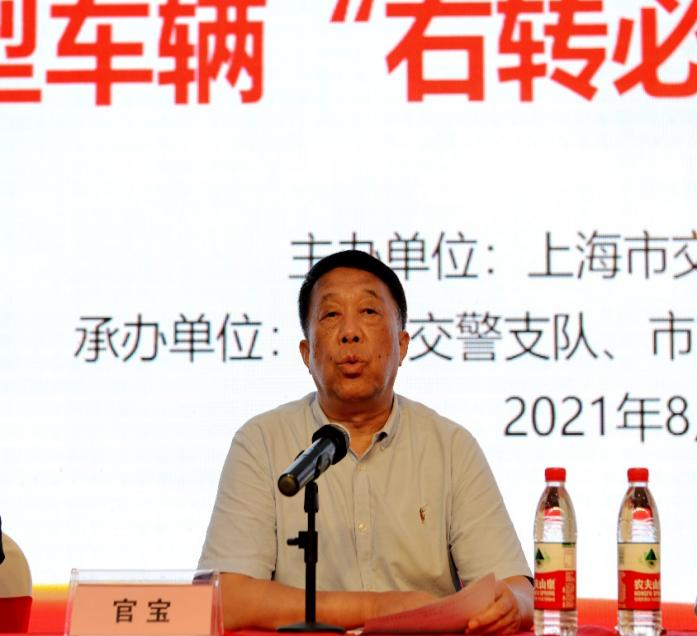 型车辆“右转必
主办单位：上海市交
承办单位： 交警支队、市
2021年8
官宝
农夫山泉
农夫山泉
NONGFU SPRING